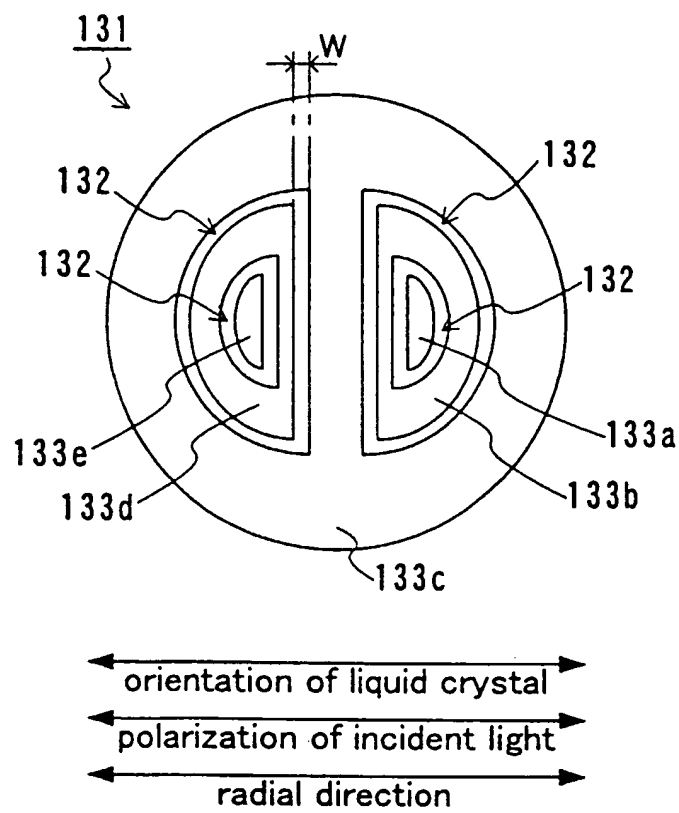 131
W
132
132
132
132
133e
133a
133d
133b
133c
orientation of liquid crystal
polarization of incident light
radial direction